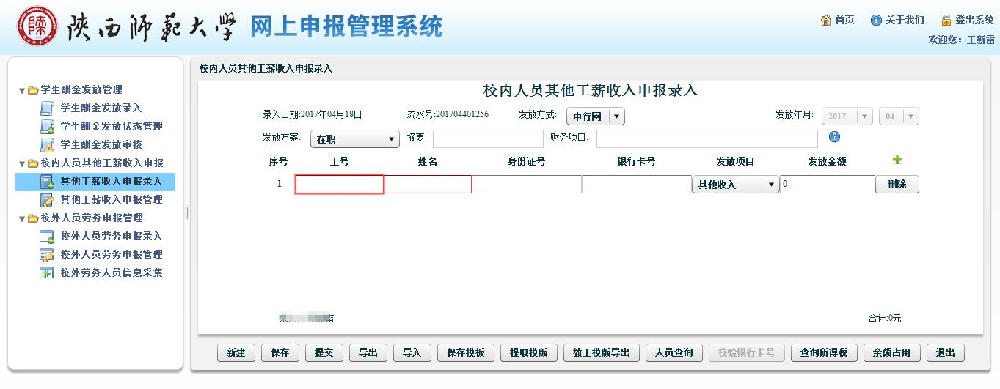 陕西师范大学 网上申报管理系统
首页 关于我们 登出系统
欢迎您：王新雷
学生酬金发放管理
学生酬金发放录入
学生酬金发放状态管理
学生酬金发放审核
校内人员其他工薪收入申报
其他工薪收入申报录入
其他工薪收入申报管理
校外人员劳务申报管理
校外人员劳务申报录入
校外人员劳务申报管理
校外劳务人员信息采集
校内人员其他工薪收入申报录入
校内人员其他工薪收入申报录入
录入日期:2017年04月18日 流水号:201704401256 发放方式: 中行网 发放年月: 2017 04
发放方案: 在职 摘要 财务项目:
序号 工号 姓名 身份证号 银行卡号 发放项目 发放金额
1 其他收入 0 删除
合计:0元
新建 保存 提交 导出 导入 保存模板 提取模版 教工模版导出 人员查询 校验银行卡号 查询所得税 余额占用 退出